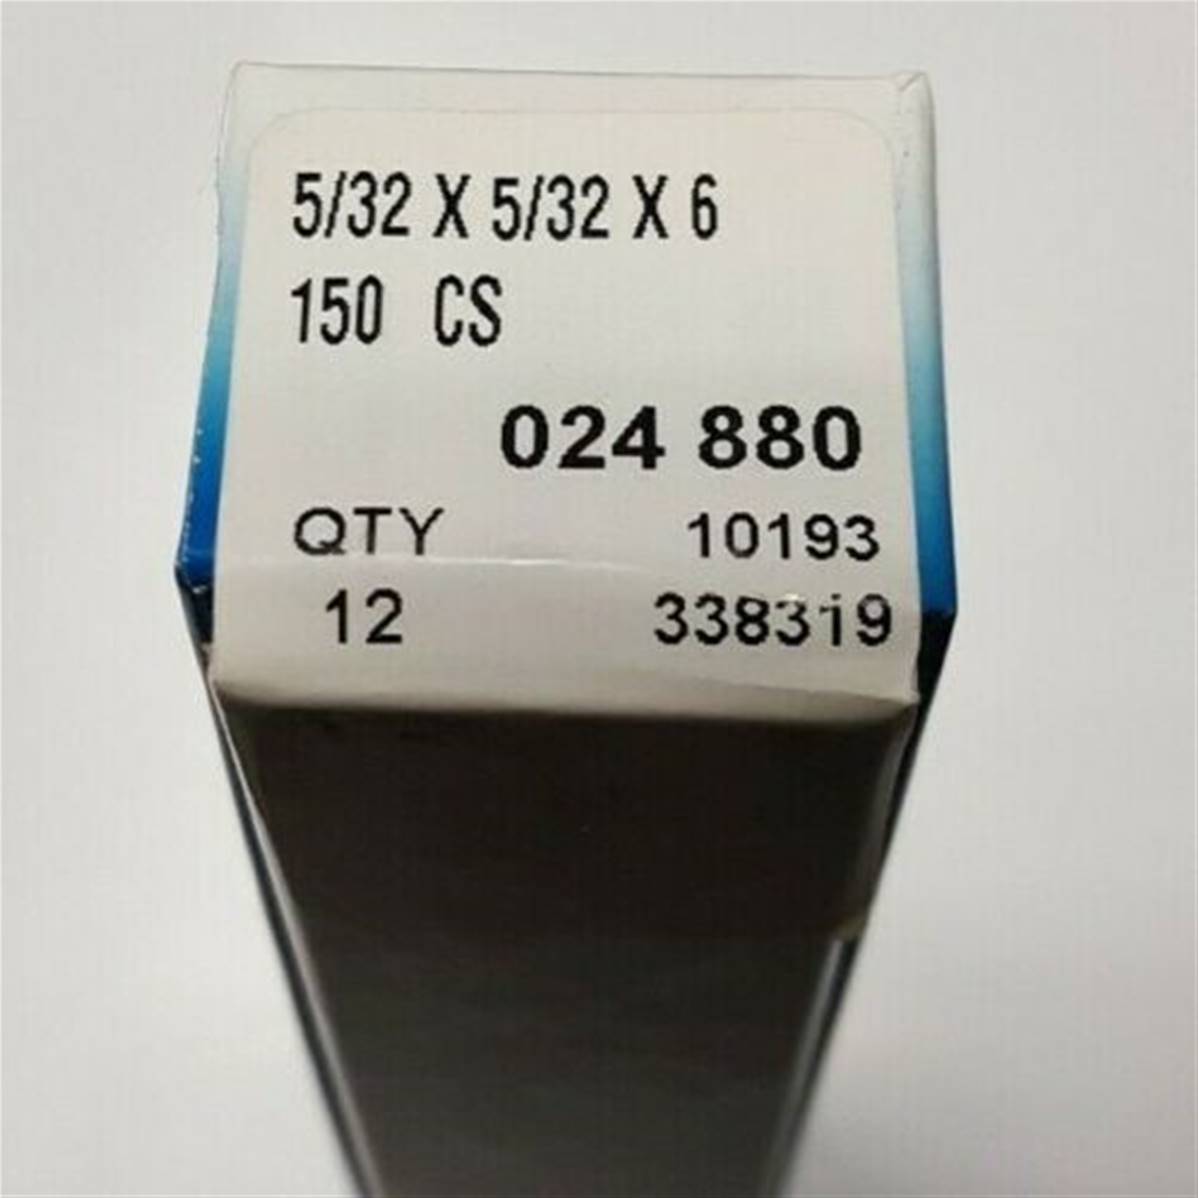 5/32 X 5/32 X 6
150 CS
024 880
QTY 10193
12 338319